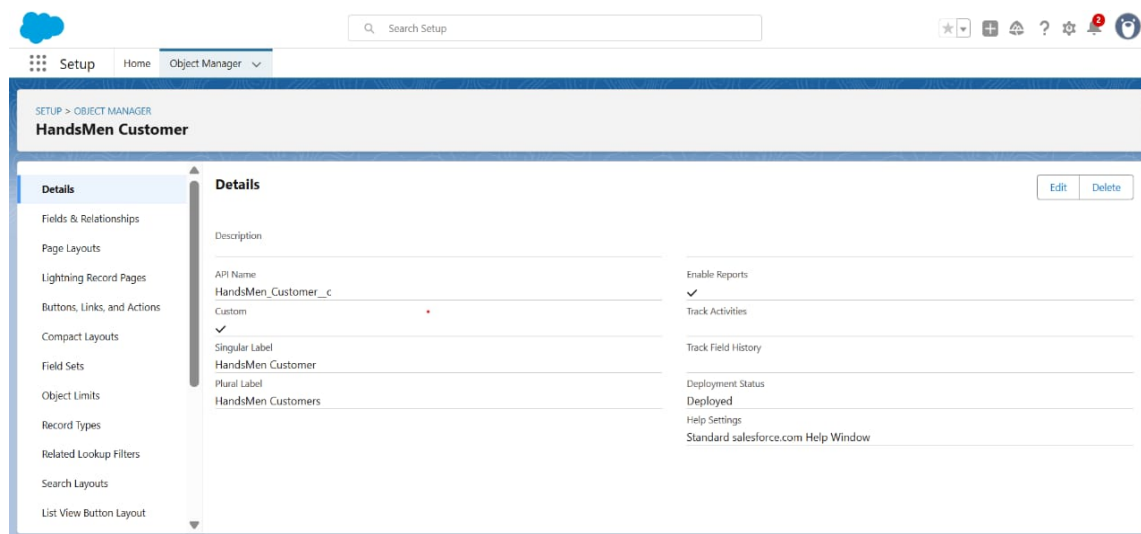 Search Setup
2
Setup
Home
Object Manager
SETUP > OBJECT MANAGER
HandsMen Customer
Details
Fields & Relationships
Page Layouts
Lightning Record Pages
Buttons, Links, and Actions
Compact Layouts
Field Sets
Object Limits
Record Types
Related Lookup Filters
Search Layouts
List View Button Layout
Details
Edit
Delete
Description
API Name
HandsMen_Customer__c
Custom
Singular Label
HandsMen Customer
Plural Label
HandsMen Customers
Enable Reports
Track Activities
Track Field History
Deployment Status
Deployed
Help Settings
Standard salesforce.com Help Window